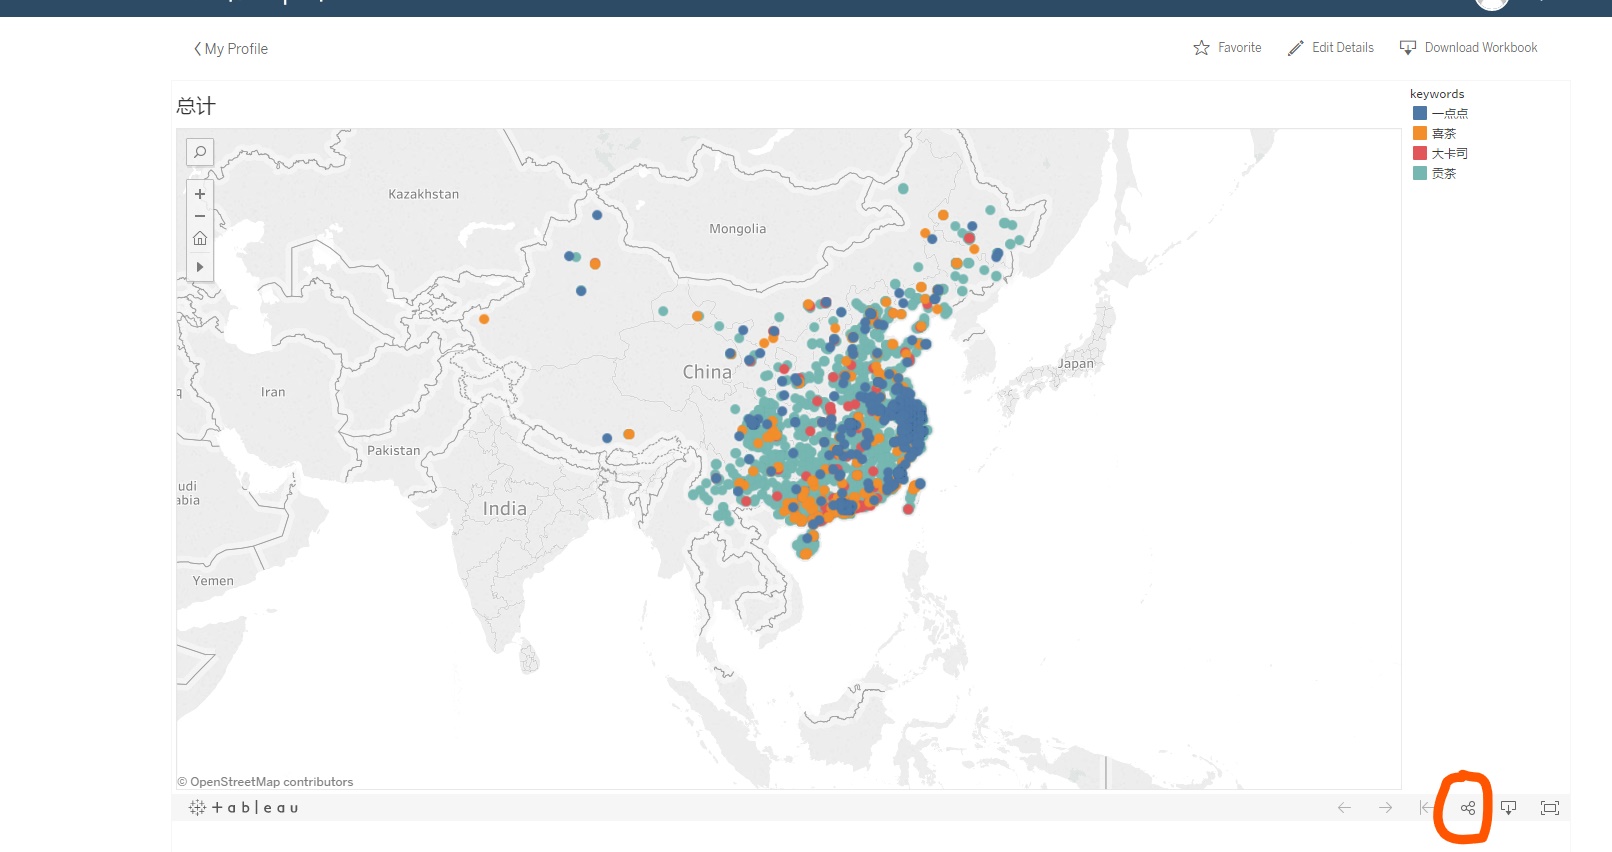 My Profile
Favorite
Edit Details
Download Workbook
总计
keywords
一点点
喜茶
大卡司
贡茶
Kazakhstan
Mongolia
China
Japan
Iran
Pakistan
India
Yemen
udi
abia
© OpenStreetMap contributors
+ableau